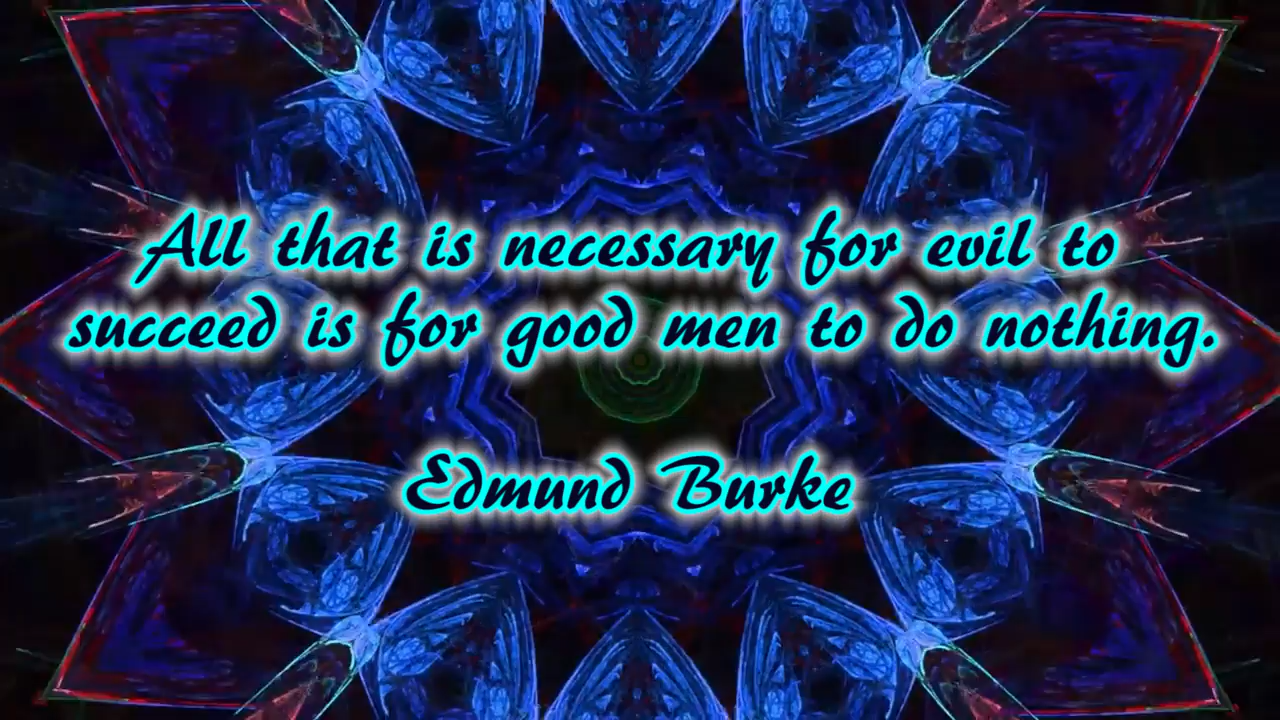 All that is necessary for evil to
succeed is for good men to do nothing.
Edmund Burke